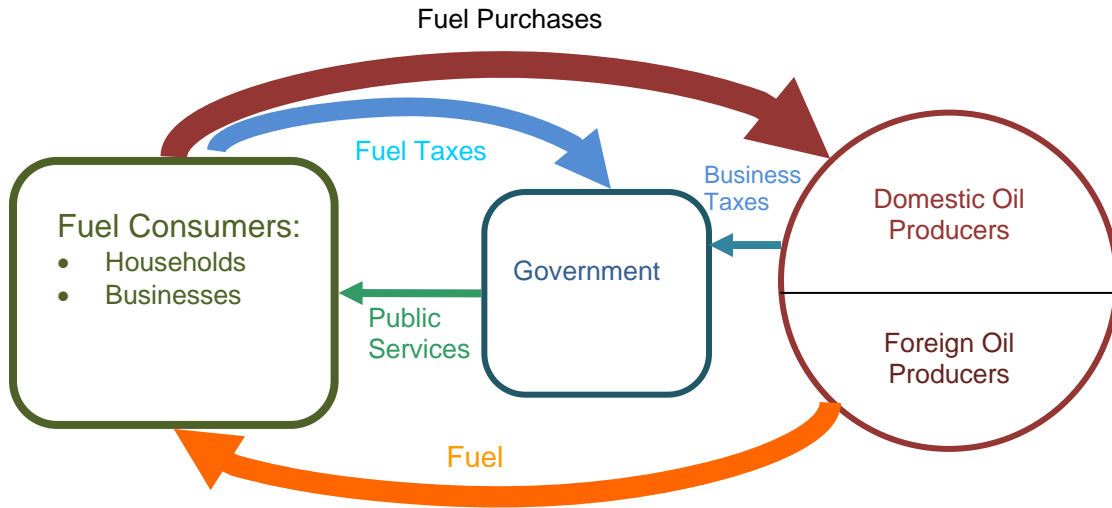 Fuel Purchases
Fuel Taxes
Business
Taxes
Domestic Oil
Producers
Fuel Consumers:
• Households
• Businesses
Government
Public
Services
Foreign Oil
Producers
Fuel